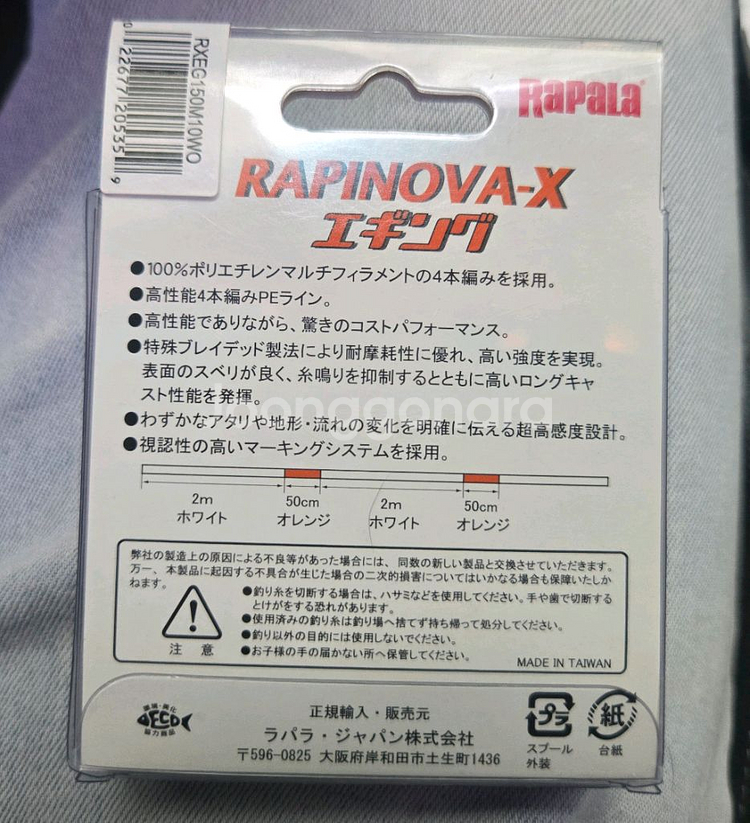 RXEG150M10WO
0 22677 20535 9
Rapala
RAPINOVA-X
エギング
●100%ポリエチレンマルチフィラメントの4本編みを採用。
●高性能4本編みPEライン。
●高性能でありながら、驚きのコストパフォーマンス。
●特殊ブレイデッド製法により耐摩耗性に優れ、高い強度を実現。
表面のスベリが良く、糸鳴りを抑制するとともに高いロングキャ
スト性能を発揮。
joonggonara
●わずかなアタリや地形・流れの変化を明確に伝える超高感度設計。
●視認性の高いマーキングシステムを採用。
2m 50cm 2m 50cm
ホワイト オレンジ ホワイト オレンジ
弊社の製造上の原因による不良等があった場合には、同数の新しい製品と交換させていただきます。
万一、本製品に起因する不具合が生じた場合の二次的損害についてはいかなる場合も保障いたしか
ねます。
●釣り糸を切断する場合は、ハサミなどを使用してください。手や歯で切断する
とけがをする恐れがあります。
●使用済みの釣り糸は釣り場へ捨てず持ち帰って処分してください。
●釣り以外の目的には使用しないでください。
●お子様の手の届かない所へ保管してください。
注 意
MADE IN TAIWAN
環境・美化
ECO
協力商品
正規輸入・販売元
ラパラ・ジャパン株式会社
〒596-0825 大阪府岸和田市土生町1436
プラ
スプール
外装
紙
台紙